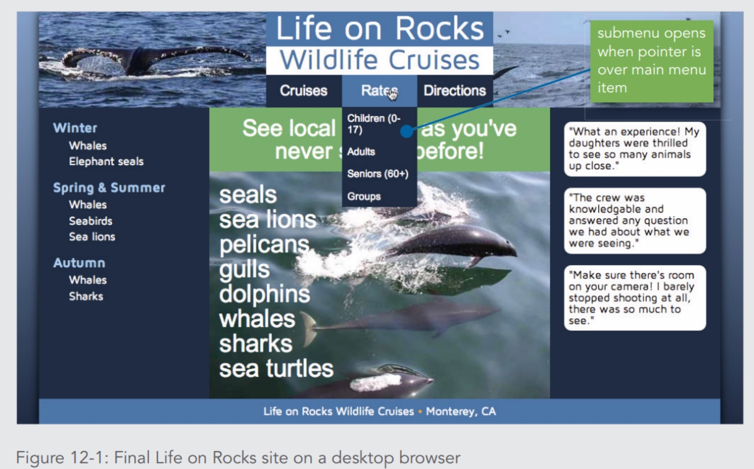 Life on Rocks
Wildlife Cruises
Cruises Rates Directions
submenu opens
when pointer is
over main menu
item
Children (0-
17)
Adults
Seniors (60+)
Groups
Winter
Whales
Elephant seals
Spring & Summer
Whales
Seabirds
Sea lions
Autumn
Whales
Sharks
See local as you've
never before!
seals
sea lions
pelicans
gulls
dolphins
whales
sharks
sea turtles
"What an experience! My
daughters were thrilled
to see so many animals
up close."
"The crew was
knowledgable and
answered any question
we had about what we
were seeing."
"Make sure there's room
on your camera! I barely
stopped shooting at all,
there was so much to
see."
Life on Rocks Wildlife Cruises • Monterey, CA
Figure 12-1: Final Life on Rocks site on a desktop browser